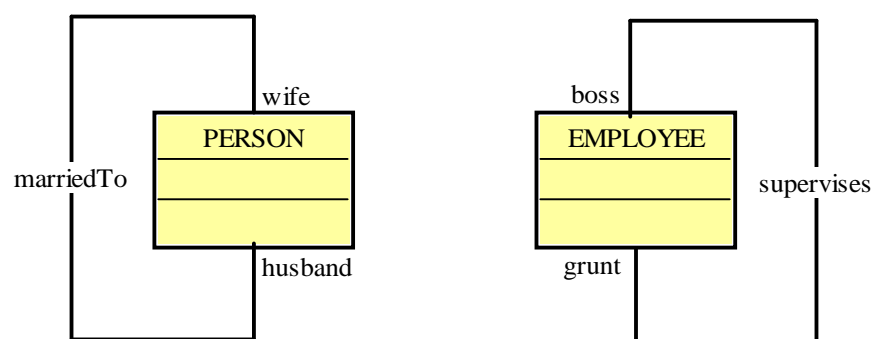 wife
PERSON
marriedTo
husband
boss
EMPLOYEE
supervises
grunt